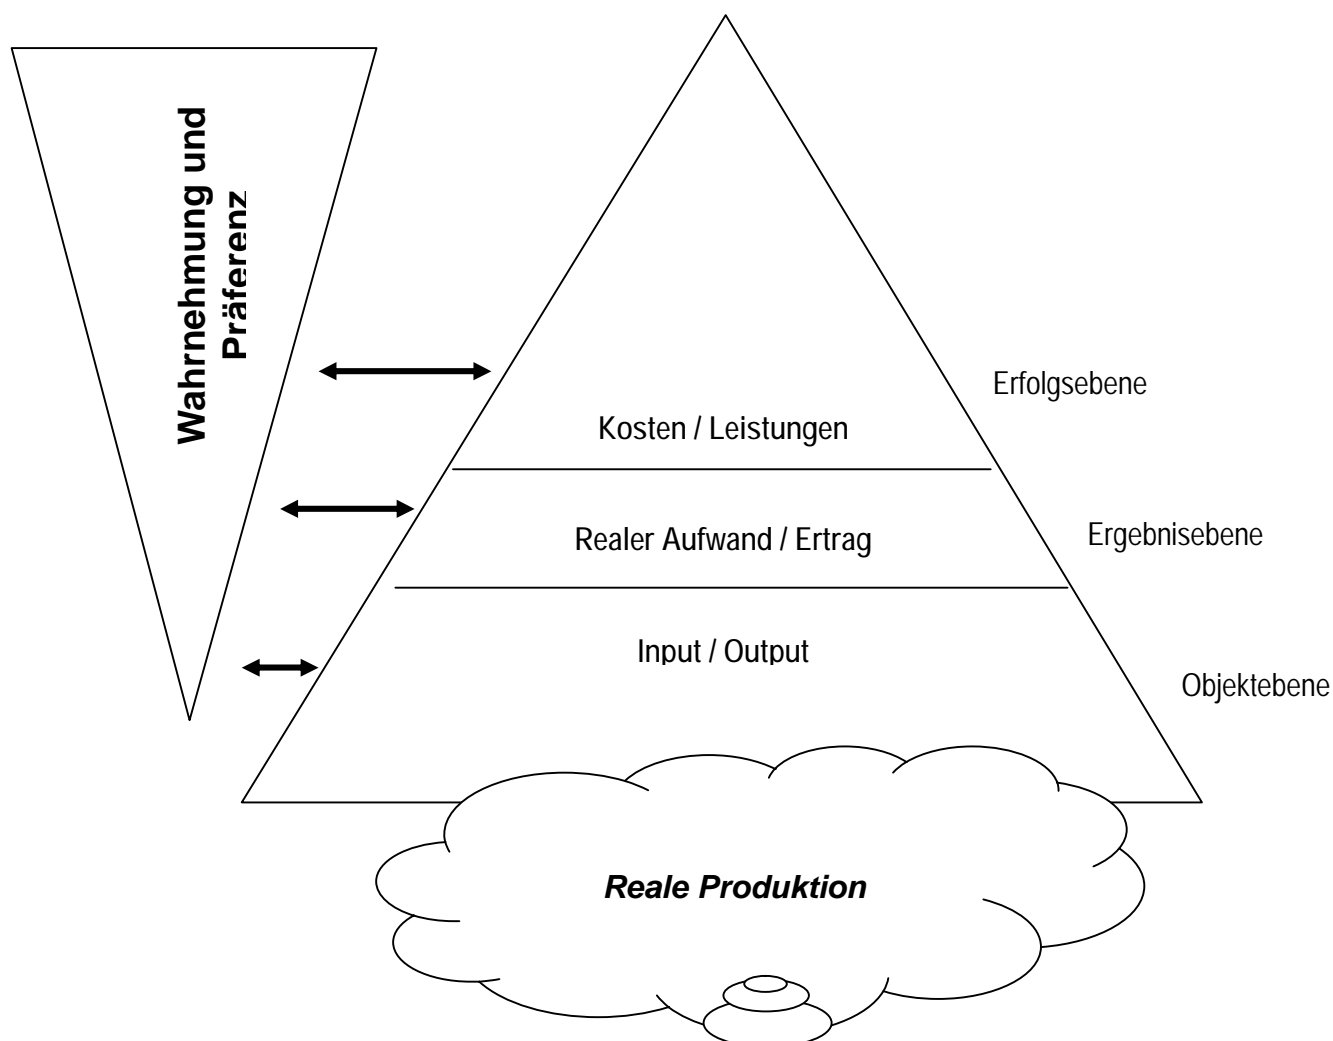 Wahrnehmung und
Präferenz
Erfolgsebene
Kosten / Leistungen
Ergebnisebene
Realer Aufwand / Ertrag
Input / Output
Objektebene
Reale Produktion